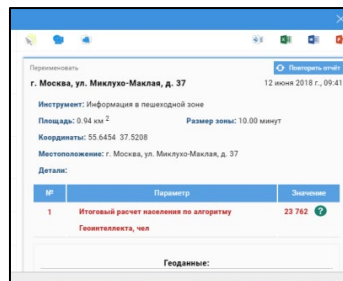 Переименовать
Повторить отчёт
г. Москва, ул. Миклухо-Маклая, д. 37
12 июня 2018 г., 09:41
Инструмент: Информация в пешеходной зоне
Площадь: 0.94 км 2
Размер зоны: 10.00 минут
Координаты: 55.6454 37.5208
Местоположение: г. Москва, ул. Миклухо-Маклая, д. 37
Детали:
№ Параметр Значение
1 Итоговый расчет населения по алгоритму Геоинтеллекта, чел 23 762 ?
Геоданные: